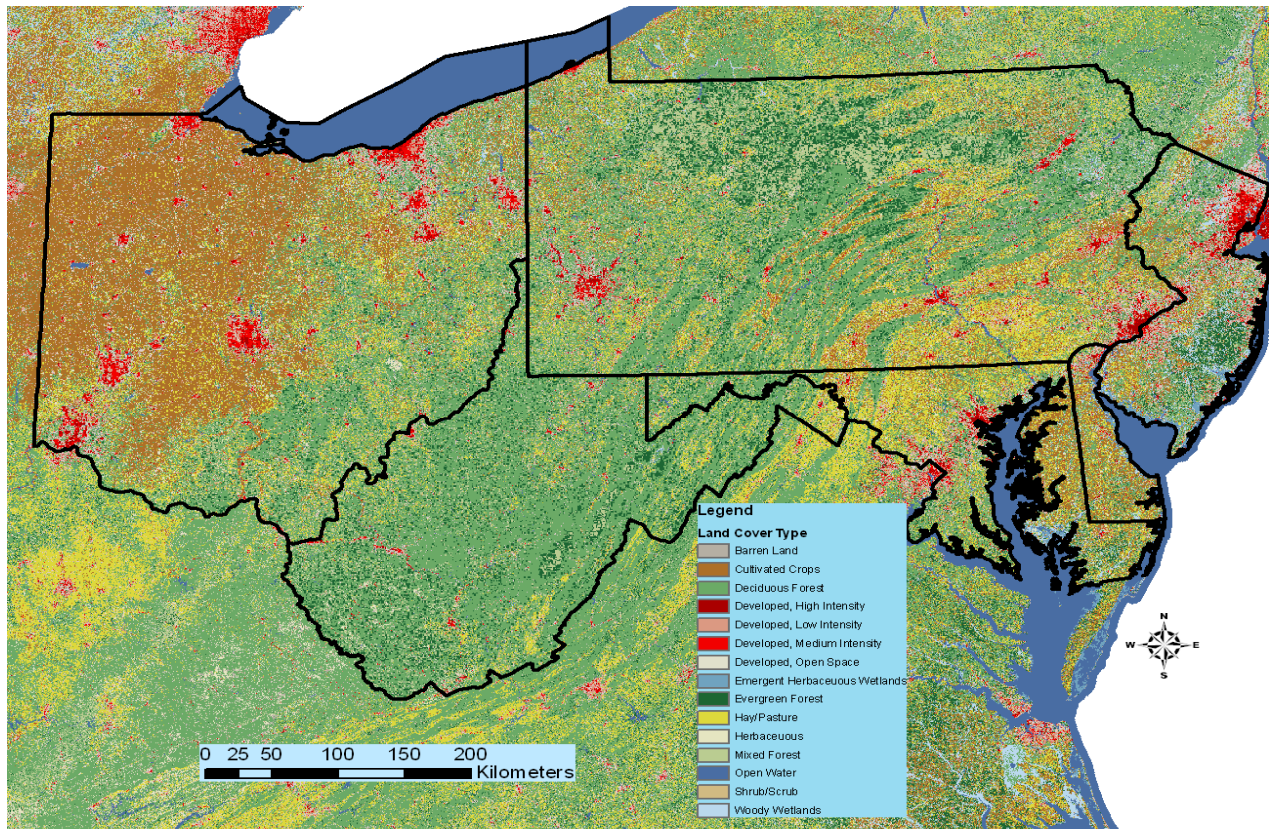 Legend
Land Cover Type
Barren Land
Cultivated Crops
Deciduous Forest
Developed, High Intensity
Developed, Low Intensity
Developed, Medium Intensity
Developed, Open Space
Emergent Herbaceuous Wetlands
Evergreen Forest
Hay/Pasture
Herbaceuous
Mixed Forest
Open Water
Shrub/Scrub
Woody Wetlands
N
W E
S
0 25 50 100 150 200
Kilometers